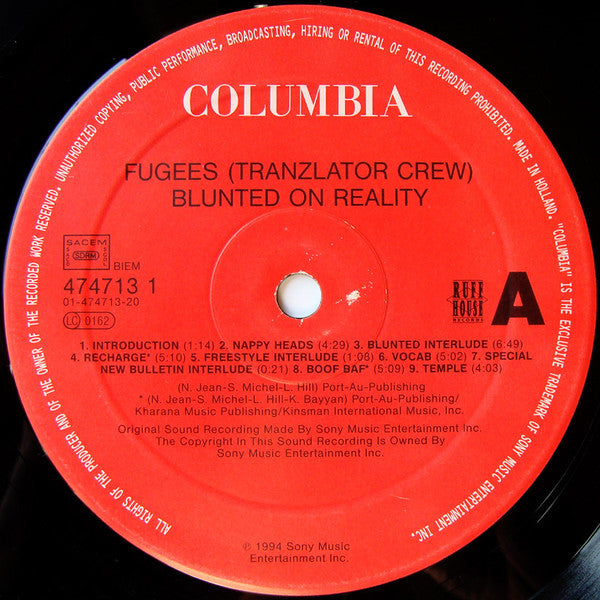 ALL RIGHTS OF THE PRODUCER AND OF THE OWNER OF THE RECORDED WORK RESERVED. UNAUTHORIZED COPYING, PUBLIC PERFORMANCE, BROADCASTING, HIRING OR RENTAL OF THIS RECORDING PROHIBITED. MADE IN HOLLAND. "COLUMBIA" IS THE EXCLUSIVE TRADEMARK OF SONY MUSIC ENTERTAINMENT INC.
COLUMBIA
FUGEES (TRANZLATOR CREW)
BLUNTED ON REALITY
SACEM
SDRM
BIEM
474713 1
01-474713-20
LC 0162
RUFF
HOUSE
RECORDS
A
1. INTRODUCTION (1:14) 2. NAPPY HEADS (4:29) 3. BLUNTED INTERLUDE (6:49)
4. RECHARGE* (5:10) 5. FREESTYLE INTERLUDE (1:06) 6. VOCAB (5:02) 7. SPECIAL
NEW BULLETIN INTERLUDE (0:21) 8. BOOF BAF* (5:09) 9. TEMPLE (4:03)
(N. Jean-S. Michel-L. Hill) Port-Au-Publishing
* (N. Jean-S. Michel-L. Hill-K. Bayyan) Port-Au-Publishing/
Kharana Music Publishing/Kinsman International Music, Inc.
Original Sound Recording Made By Sony Music Entertainment Inc.
The Copyright In This Sound Recording Is Owned By
Sony Music Entertainment Inc.
℗ 1994 Sony Music
Entertainment Inc.